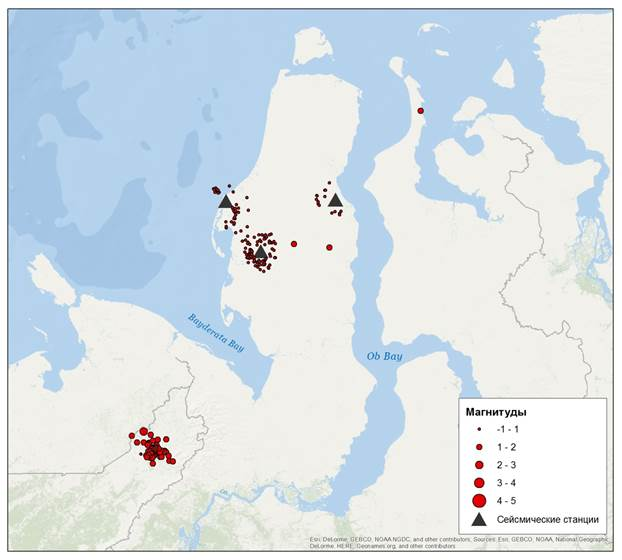 Bayderata Bay
Ob Bay
Магнитуды
-1 - 1
1 - 2
2 - 3
3 - 4
4 - 5
Сейсмические станции
Esri, DeLorme, GEBCO, NOAA NGDC, and other contributors, Sources: Esri, GEBCO, NOAA, National Geographic,
DeLorme, HERE, Geonames.org, and other contributors